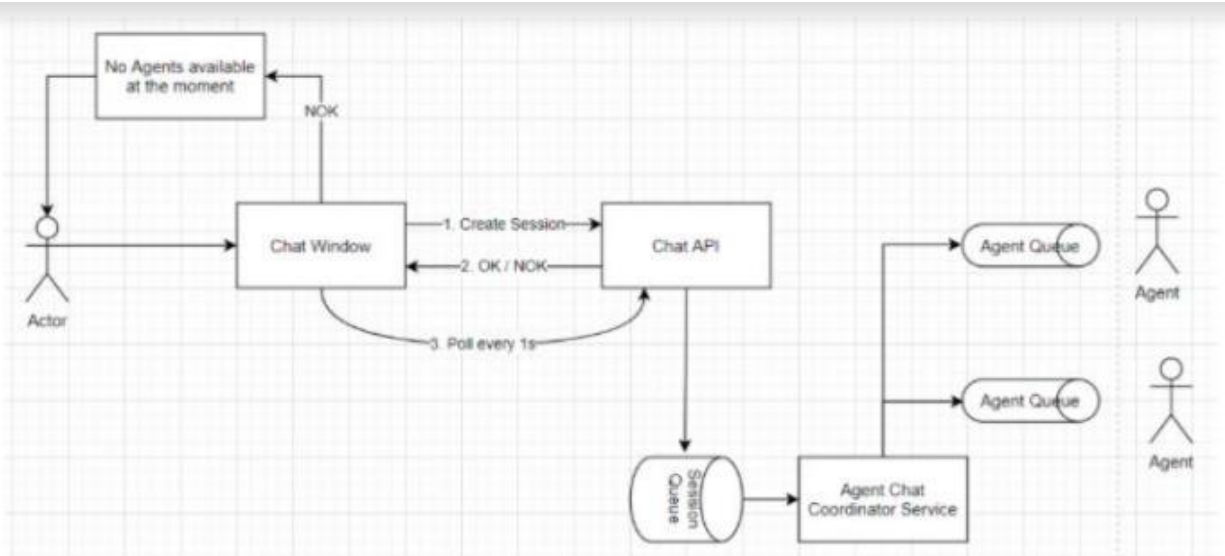 No Agents available
at the moment
NOK
1. Create Session
Chat Window
Chat API
2. OK / NOK
Agent Queue
Agent
Actor
3. Poll every 1s
Agent Queue
Agent
Session
Queue
Agent Chat
Coordinator Service